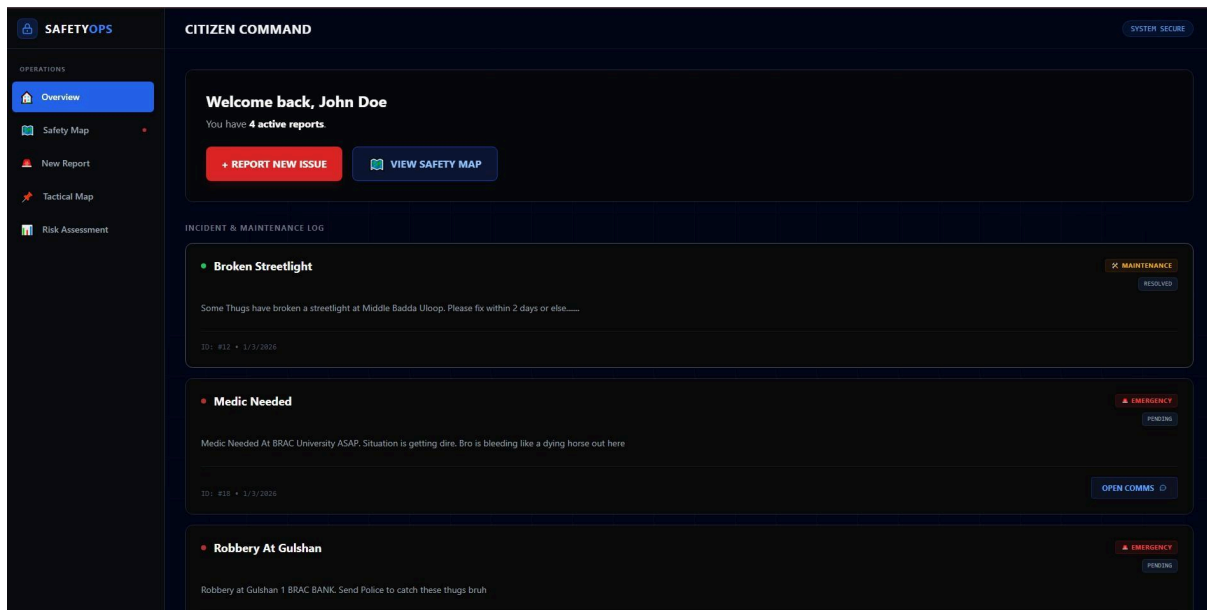 SAFETYOPS
CITIZEN COMMAND
SYSTEM SECURE
OPERATIONS
Overview
Safety Map
New Report
Tactical Map
Risk Assessment
Welcome back, John Doe
You have 4 active reports.
+ REPORT NEW ISSUE
VIEW SAFETY MAP
INCIDENT & MAINTENANCE LOG
Broken Streetlight
MAINTENANCE
RESOLVED
Some Thugs have broken a streetlight at Middle Badda Uloop. Please fix within 2 days or else......
ID: #12 • 1/3/2026
Medic Needed
EMERGENCY
PENDING
Medic Needed At BRAC University ASAP. Situation is getting dire. Bro is bleeding like a dying horse out here
ID: #18 • 1/3/2026
OPEN COMMS
Robbery At Gulshan
EMERGENCY
PENDING
Robbery at Gulshan 1 BRAC BANK. Send Police to catch these thugs bruh